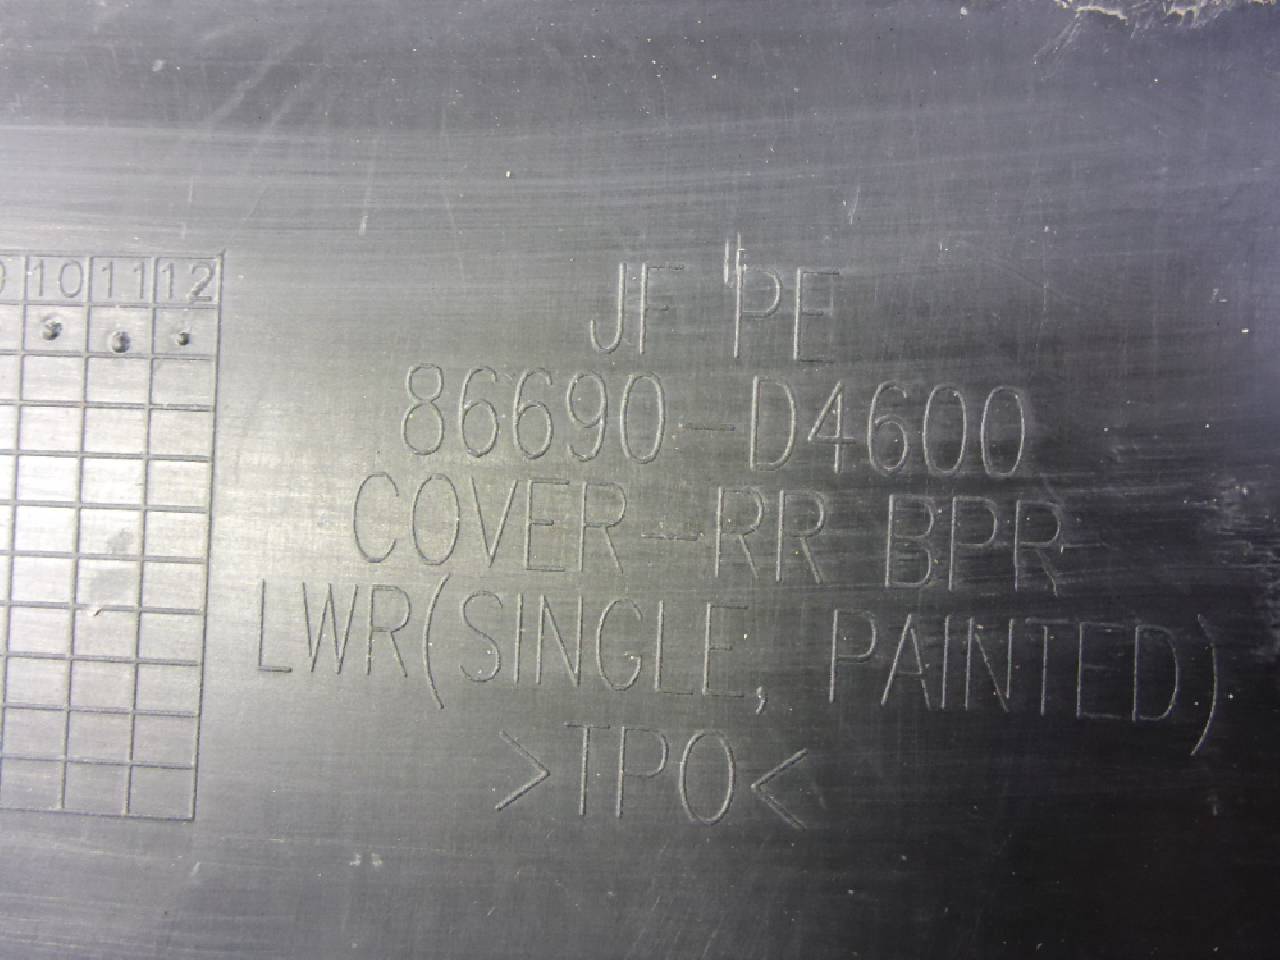 10 11 12
JF PE
86690-D4600
COVER-RR BPR
LWR(SINGLE, PAINTED)
>TPO<